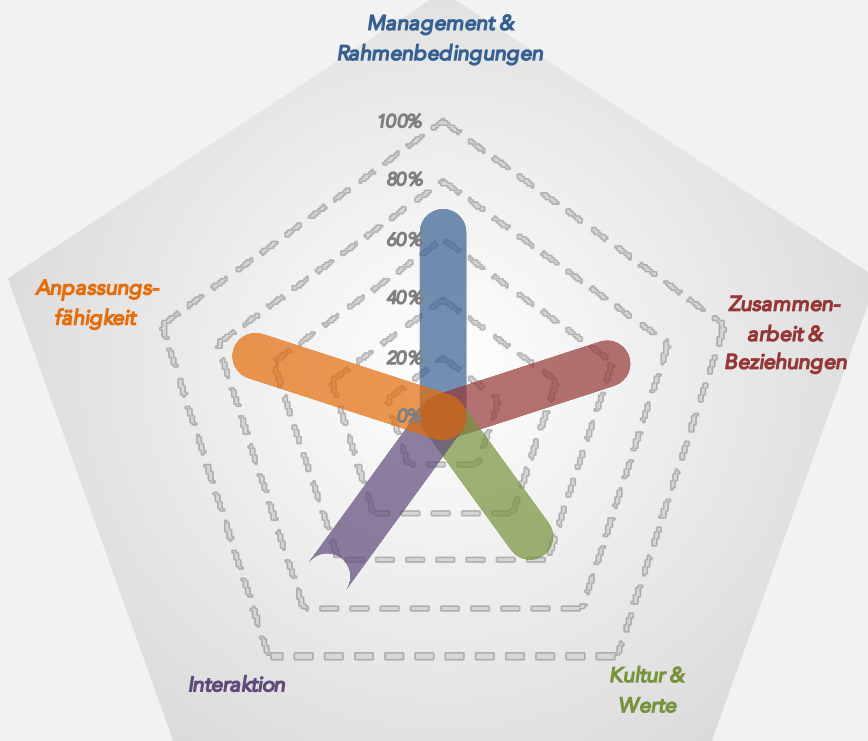 Management &
Rahmenbedingungen
100%
80%
60%
40%
20%
0%
Anpassungs-
fähigkeit
Zusammen-
arbeit &
Beziehungen
Interaktion
Kultur &
Werte